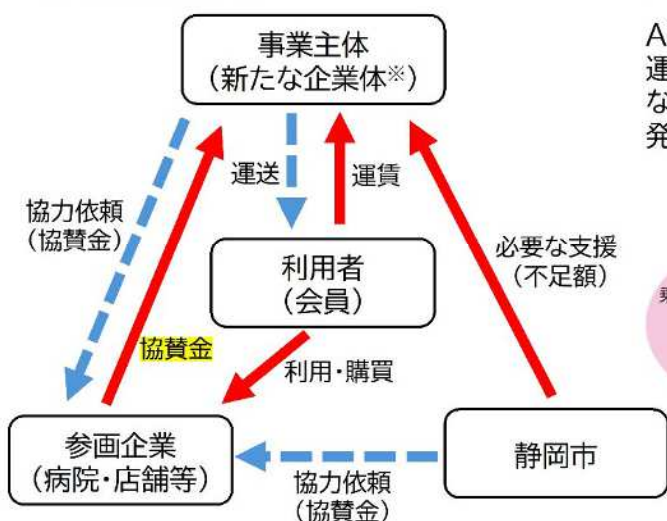 事業主体
(新たな企業体※)
A
運
な
発
運送
運賃
協力依頼
(協賛金)
必要な支援
(不足額)
利用者
(会員)
協賛金
利用・購買
参画企業
(病院・店舗等)
静岡市
協力依頼
(協賛金)